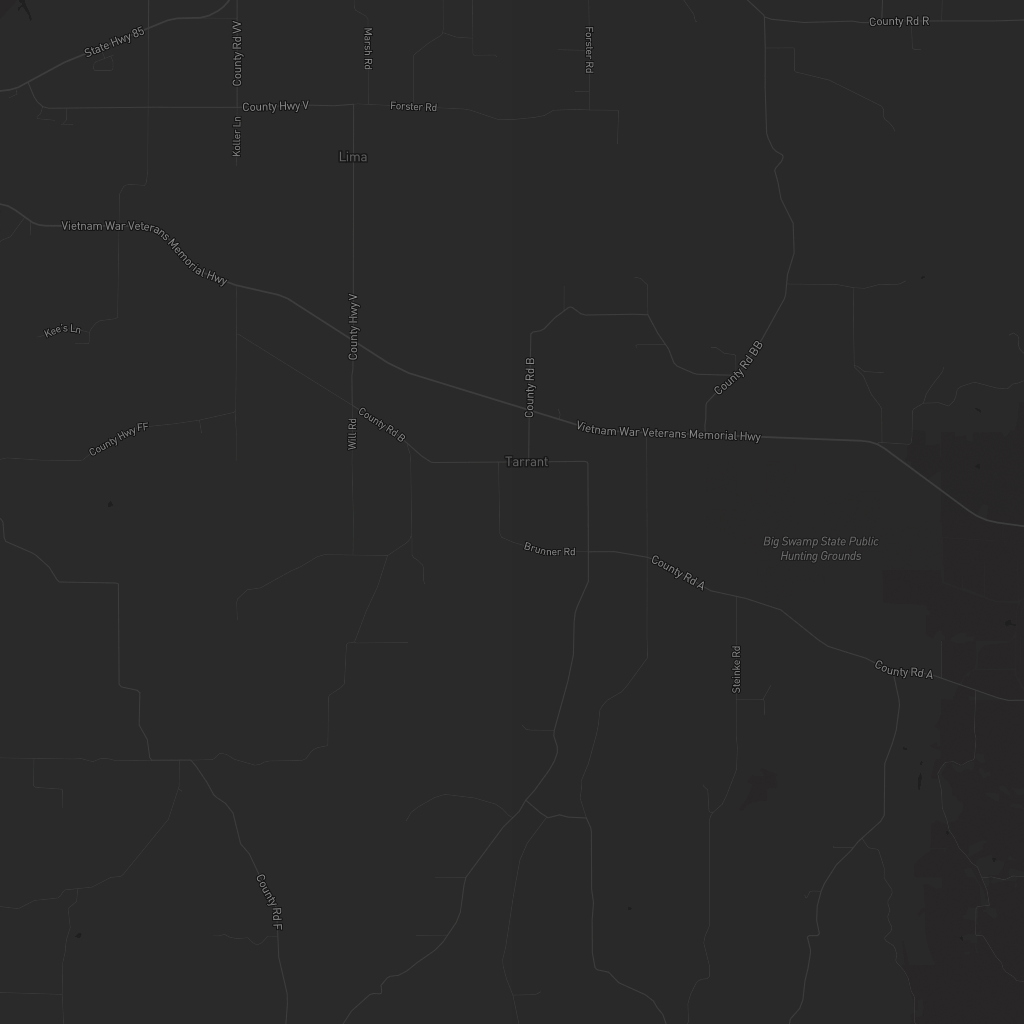 County Rd R
State Hwy 85
County Rd VV
Marsh Rd
Forster Rd
County Hwy V
Forster Rd
Koller Ln
Lima
Vietnam War Veterans Memorial Hwy
Kee's Ln
County Hwy V
County Rd B
County Rd BB
County Hwy FF
Will Rd
County Rd B
Vietnam War Veterans Memorial Hwy
Tarrant
Brunner Rd
Big Swamp State Public
Hunting Grounds
County Rd A
Steinke Rd
County Rd A
County Rd F